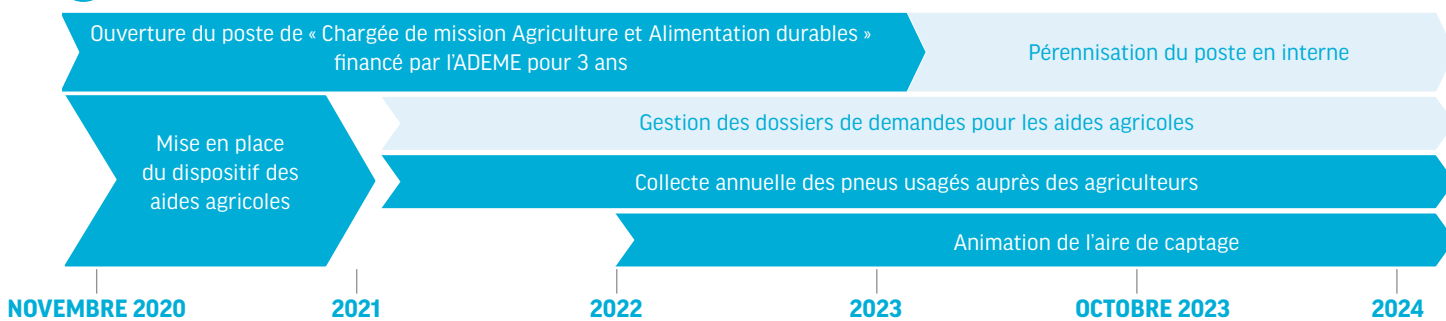 Ouverture du poste de « Chargée de mission Agriculture et Alimentation durables »
financé par l'ADEME pour 3 ans
Pérennisation du poste en interne
Mise en place
du dispositif des
aides agricoles
Gestion des dossiers de demandes pour les aides agricoles
Collecte annuelle des pneus usagés auprès des agriculteurs
Animation de l'aire de captage
NOVEMBRE 2020
2021
2022
2023
OCTOBRE 2023
2024